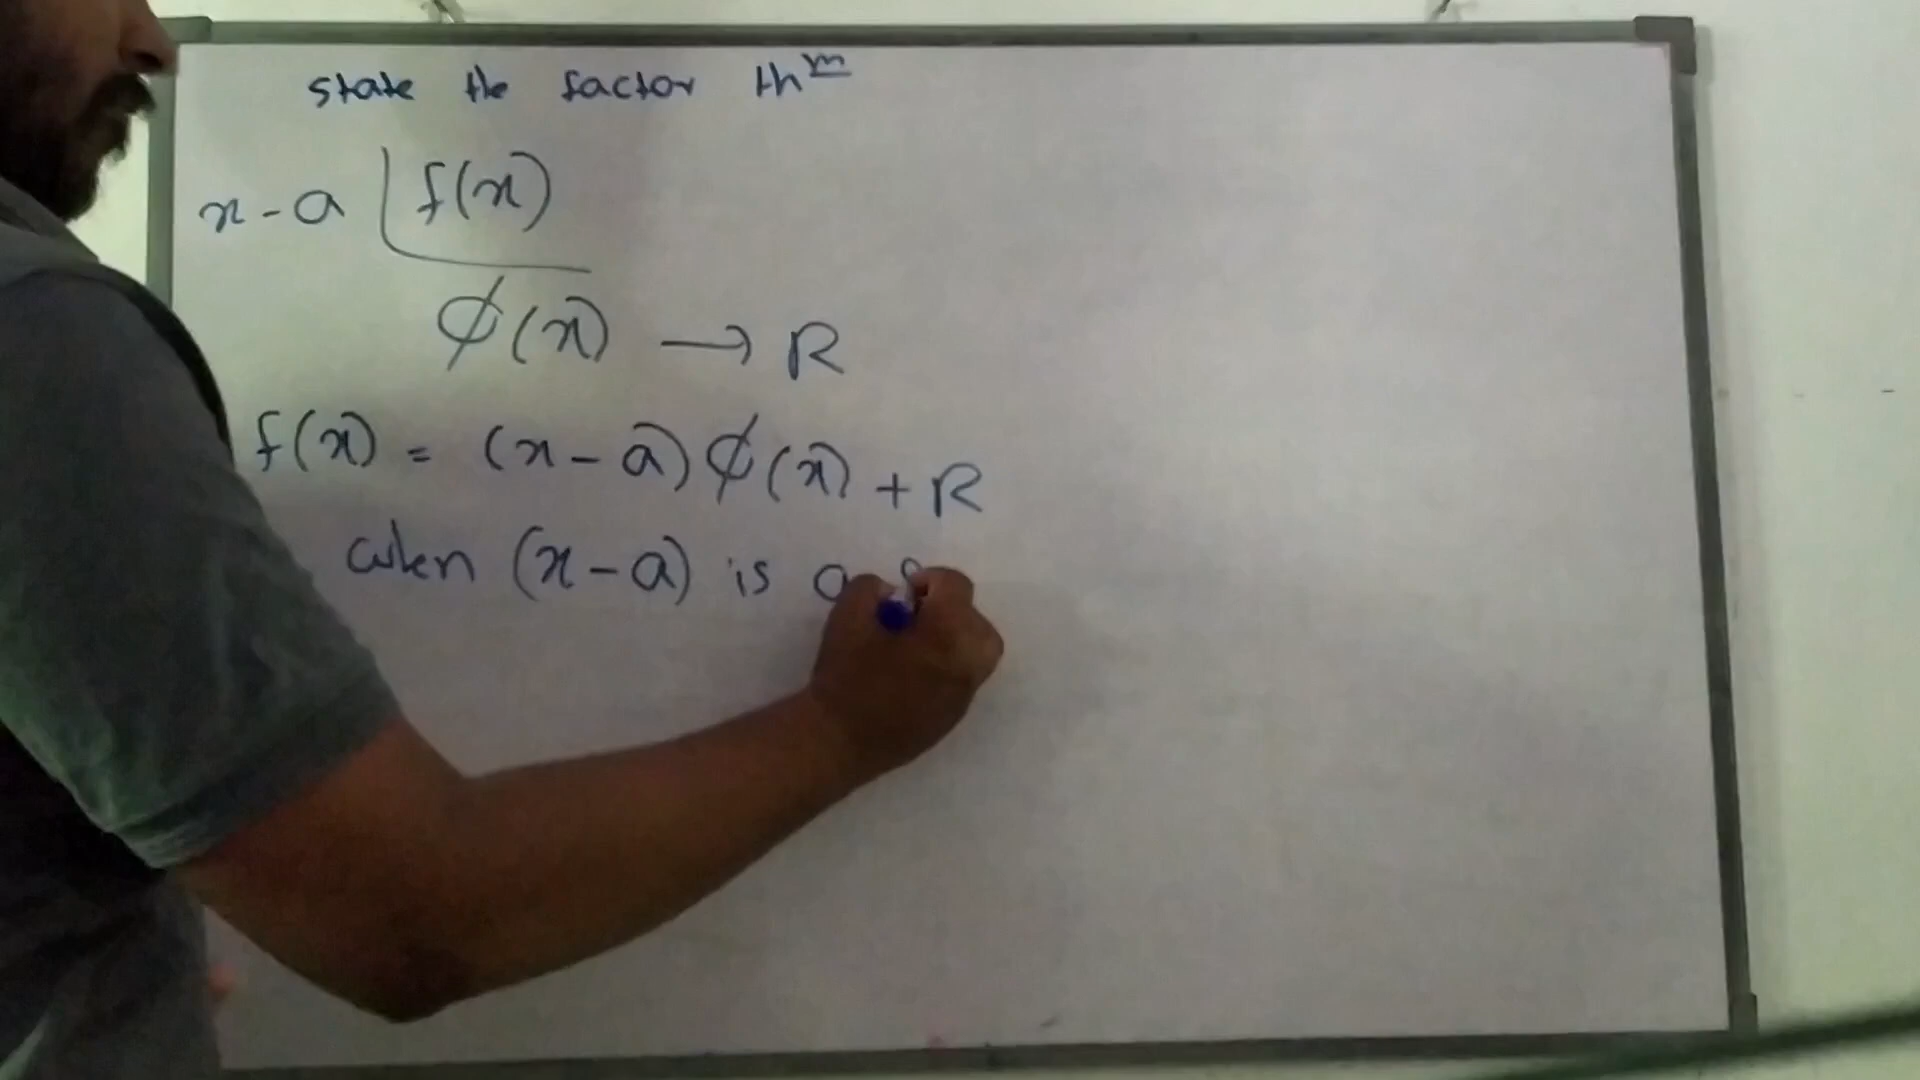 state the factor thm
x - a | f(x)
ϕ(x) → R
f(x) = (x - a) ϕ(x) + R
when (x - a) is a